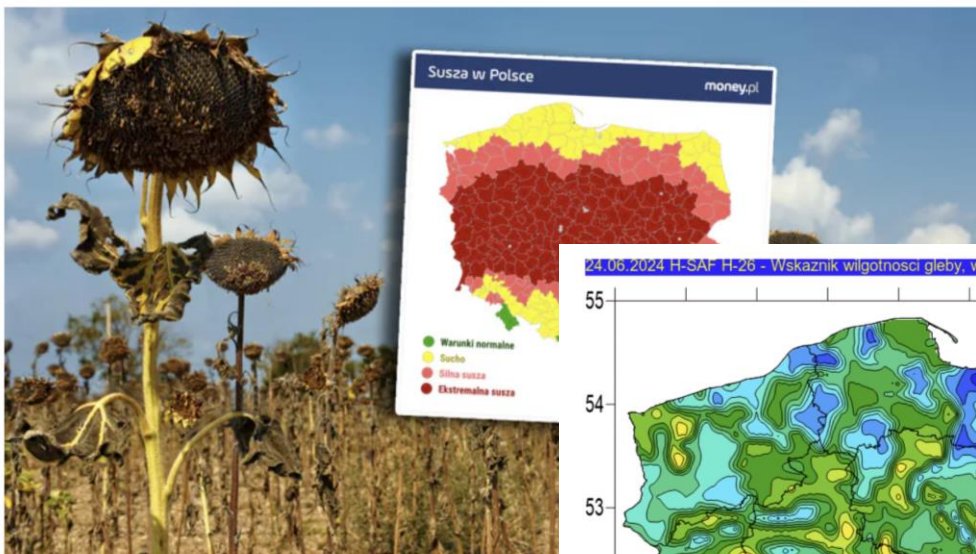 Susza w Polsce
money.pl
Warunki normalne
Sucho
Silna susza
Ekstremalna susza
24.06.2024 H-SAF H-26 - Wskaznik wilgotnosci gleby, w
55
54
53